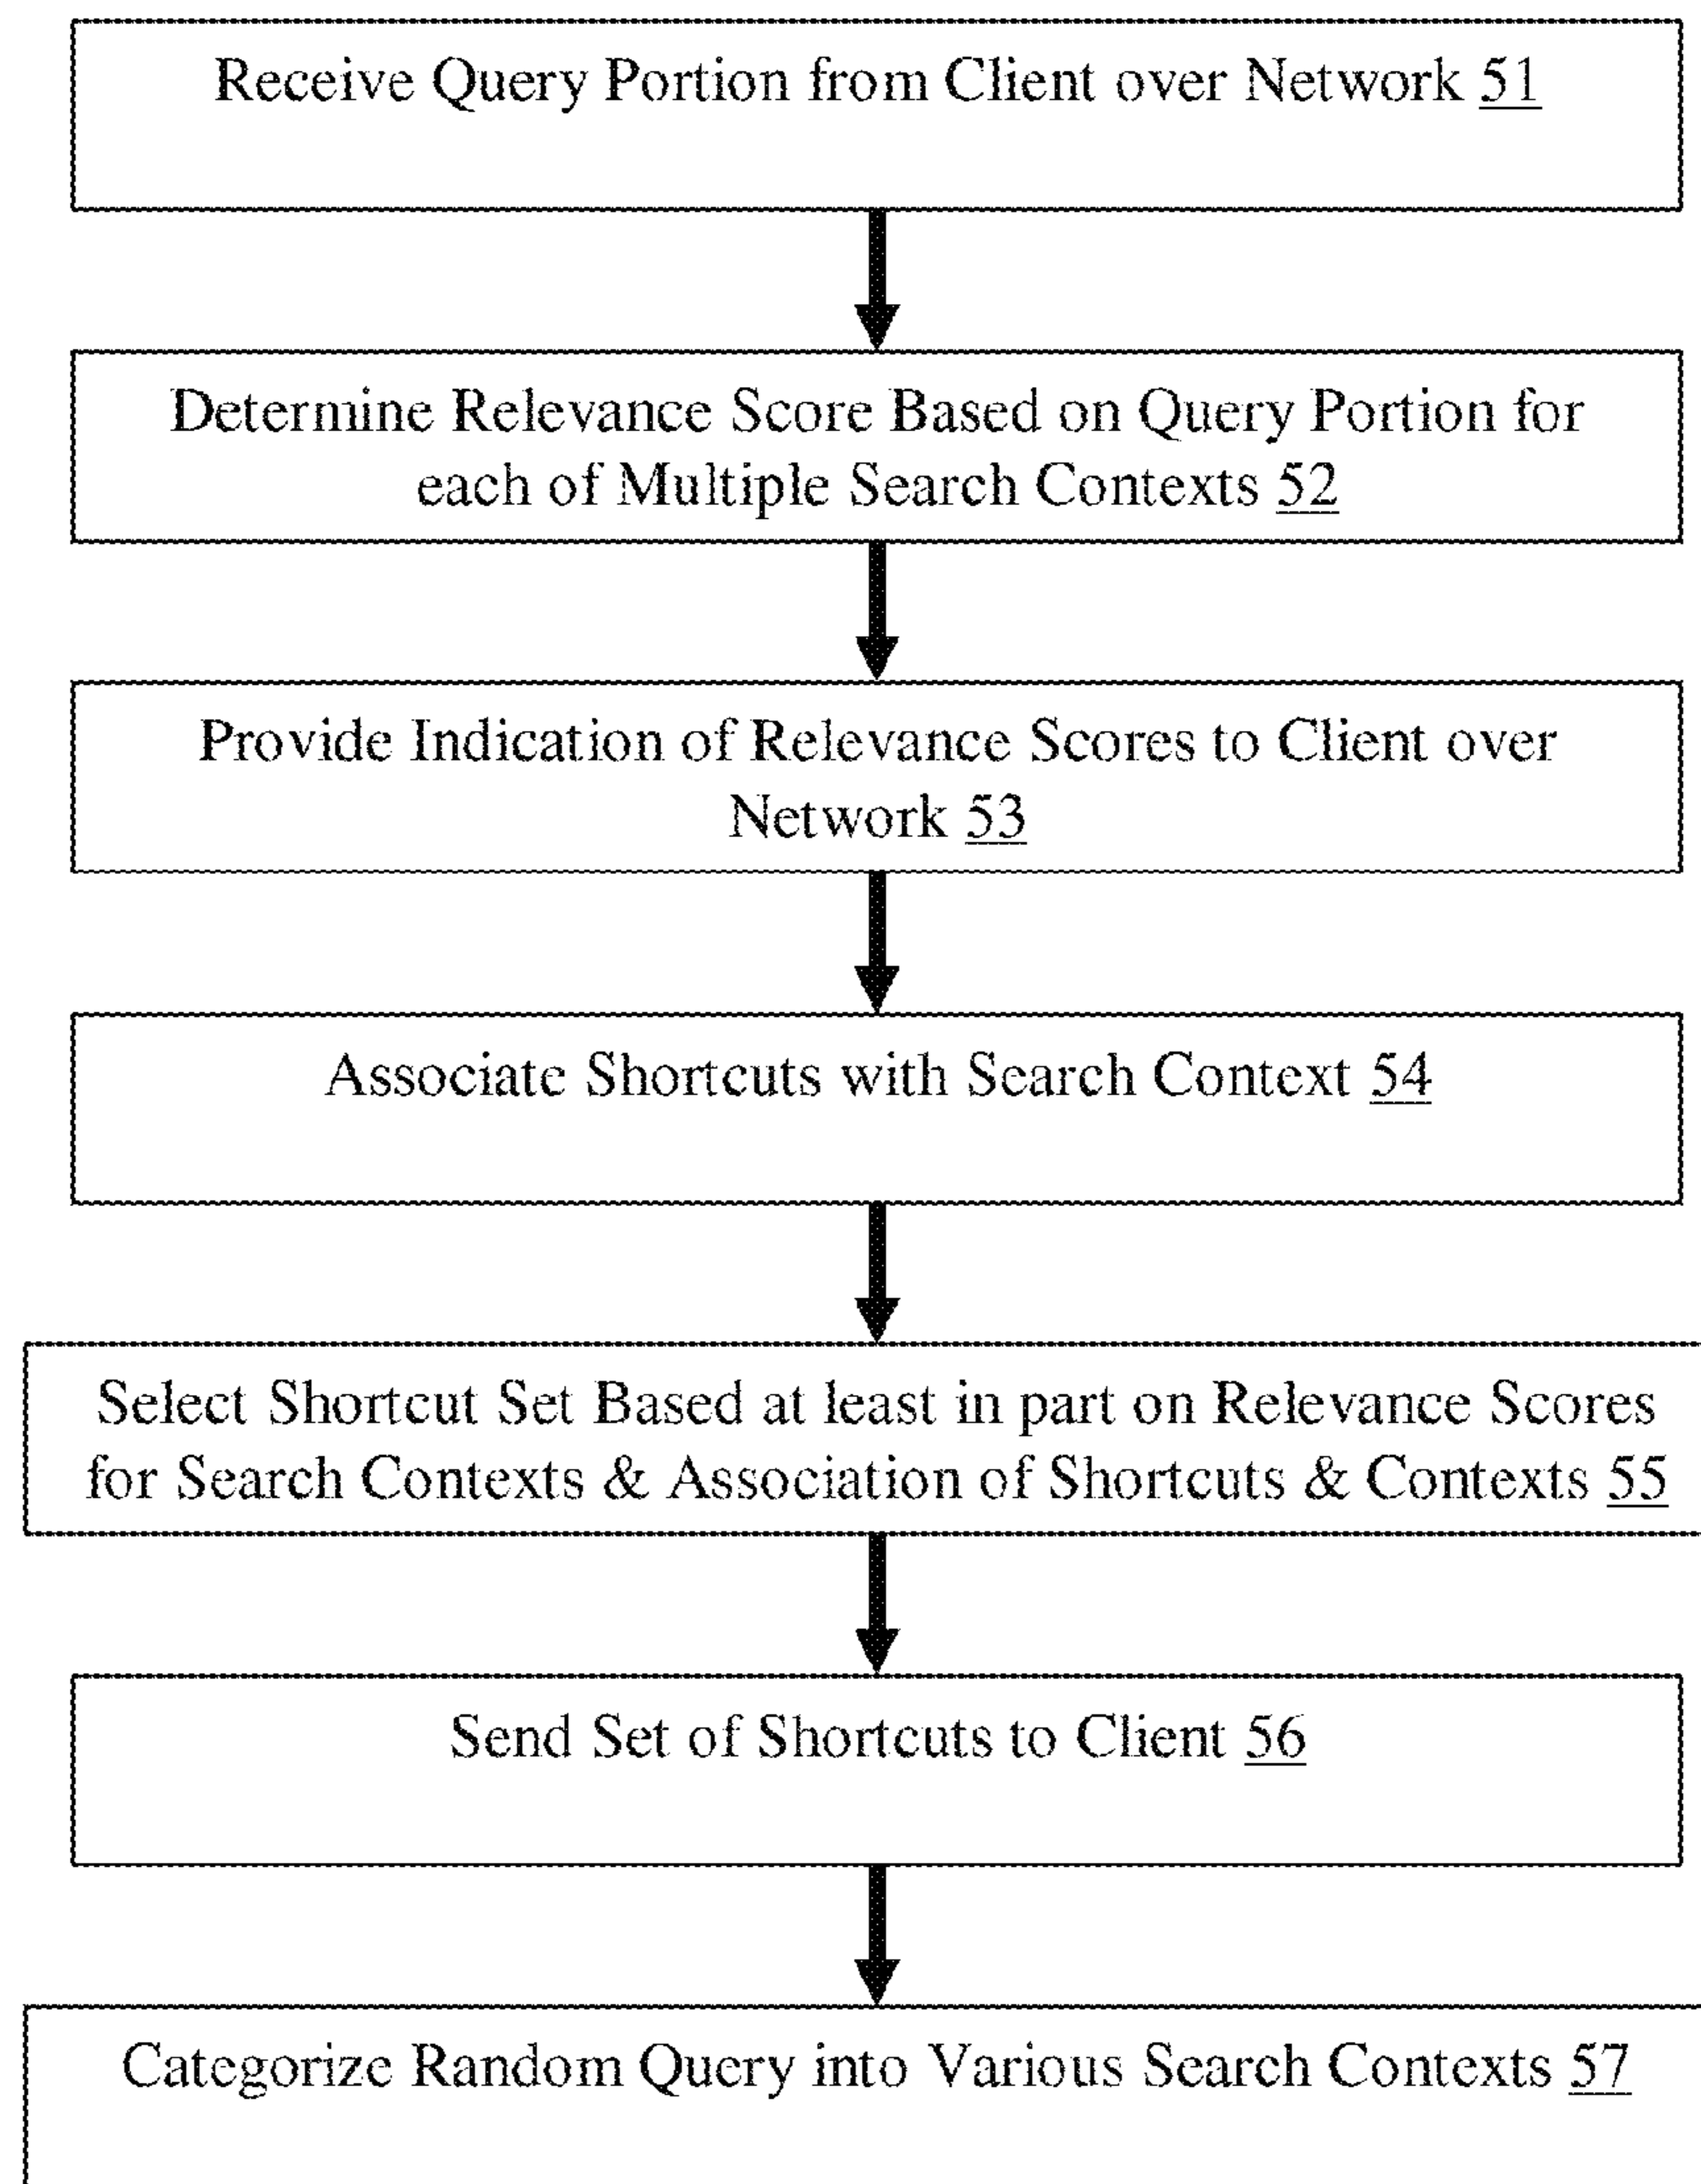 Receive Query Portion from Client over Network 51
Determine Relevance Score Based on Query Portion for
each of Multiple Search Contexts 52
Provide Indication of Relevance Scores to Client over
Network 53
Associate Shortcuts with Search Context 54
Select Shortcut Set Based at least in part on Relevance Scores
for Search Contexts & Association of Shortcuts & Contexts 55
Send Set of Shortcuts to Client 56
Categorize Random Query into Various Search Contexts 57